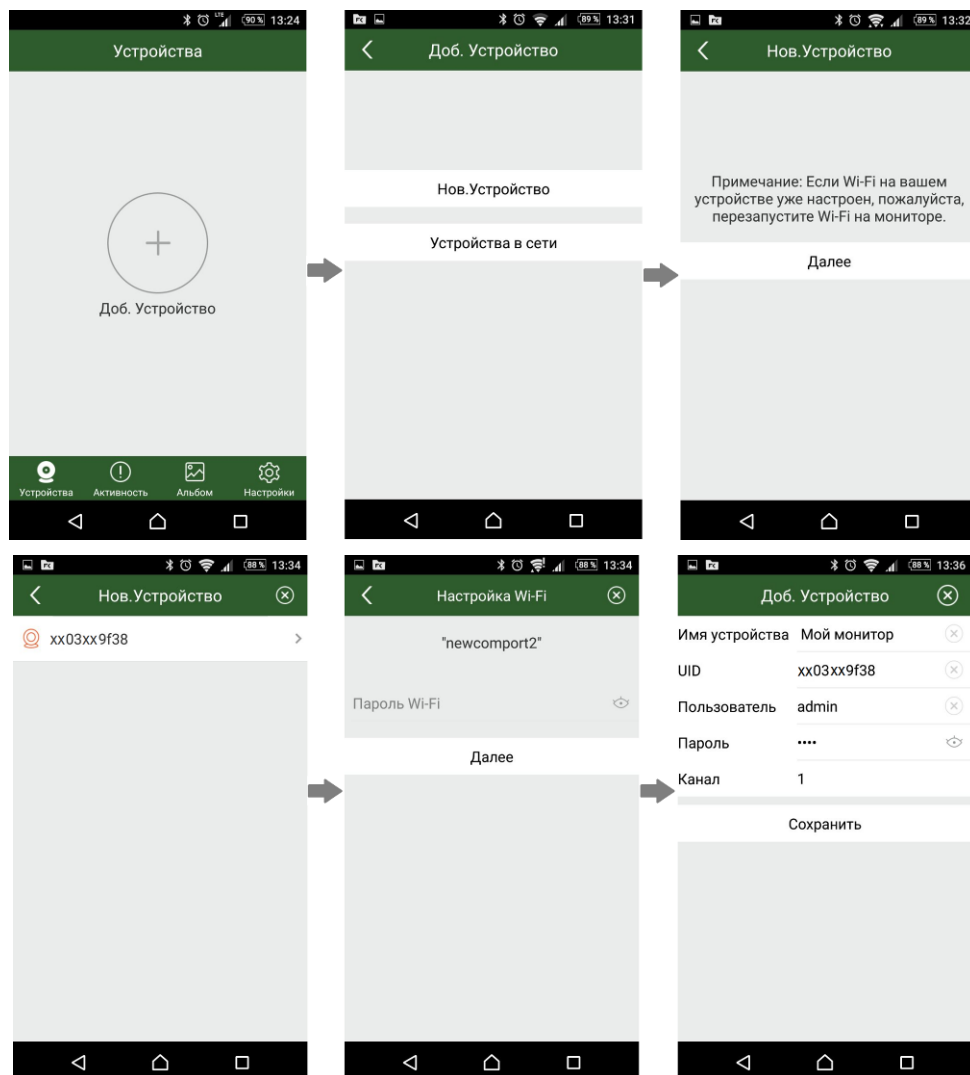 LTE 90% 13:24
Устройства
Доб. Устройство
Устройства Активность Альбом Настройки
89% 13:31
Доб. Устройство
Нов.Устройство
Устройства в сети
89% 13:32
Нов.Устройство
Примечание: Если Wi-Fi на вашем
устройстве уже настроен, пожалуйста,
перезапустите Wi-Fi на мониторе.
Далее
88% 13:34
Нов.Устройство
xx03xx9f38
88% 13:34
Настройка Wi-Fi
"newcomport2"
Пароль Wi-Fi
Далее
88% 13:36
Доб. Устройство
Имя устройства Мой монитор
UID xx03xx9f38
Пользователь admin
Пароль ••••
Канал 1
Сохранить